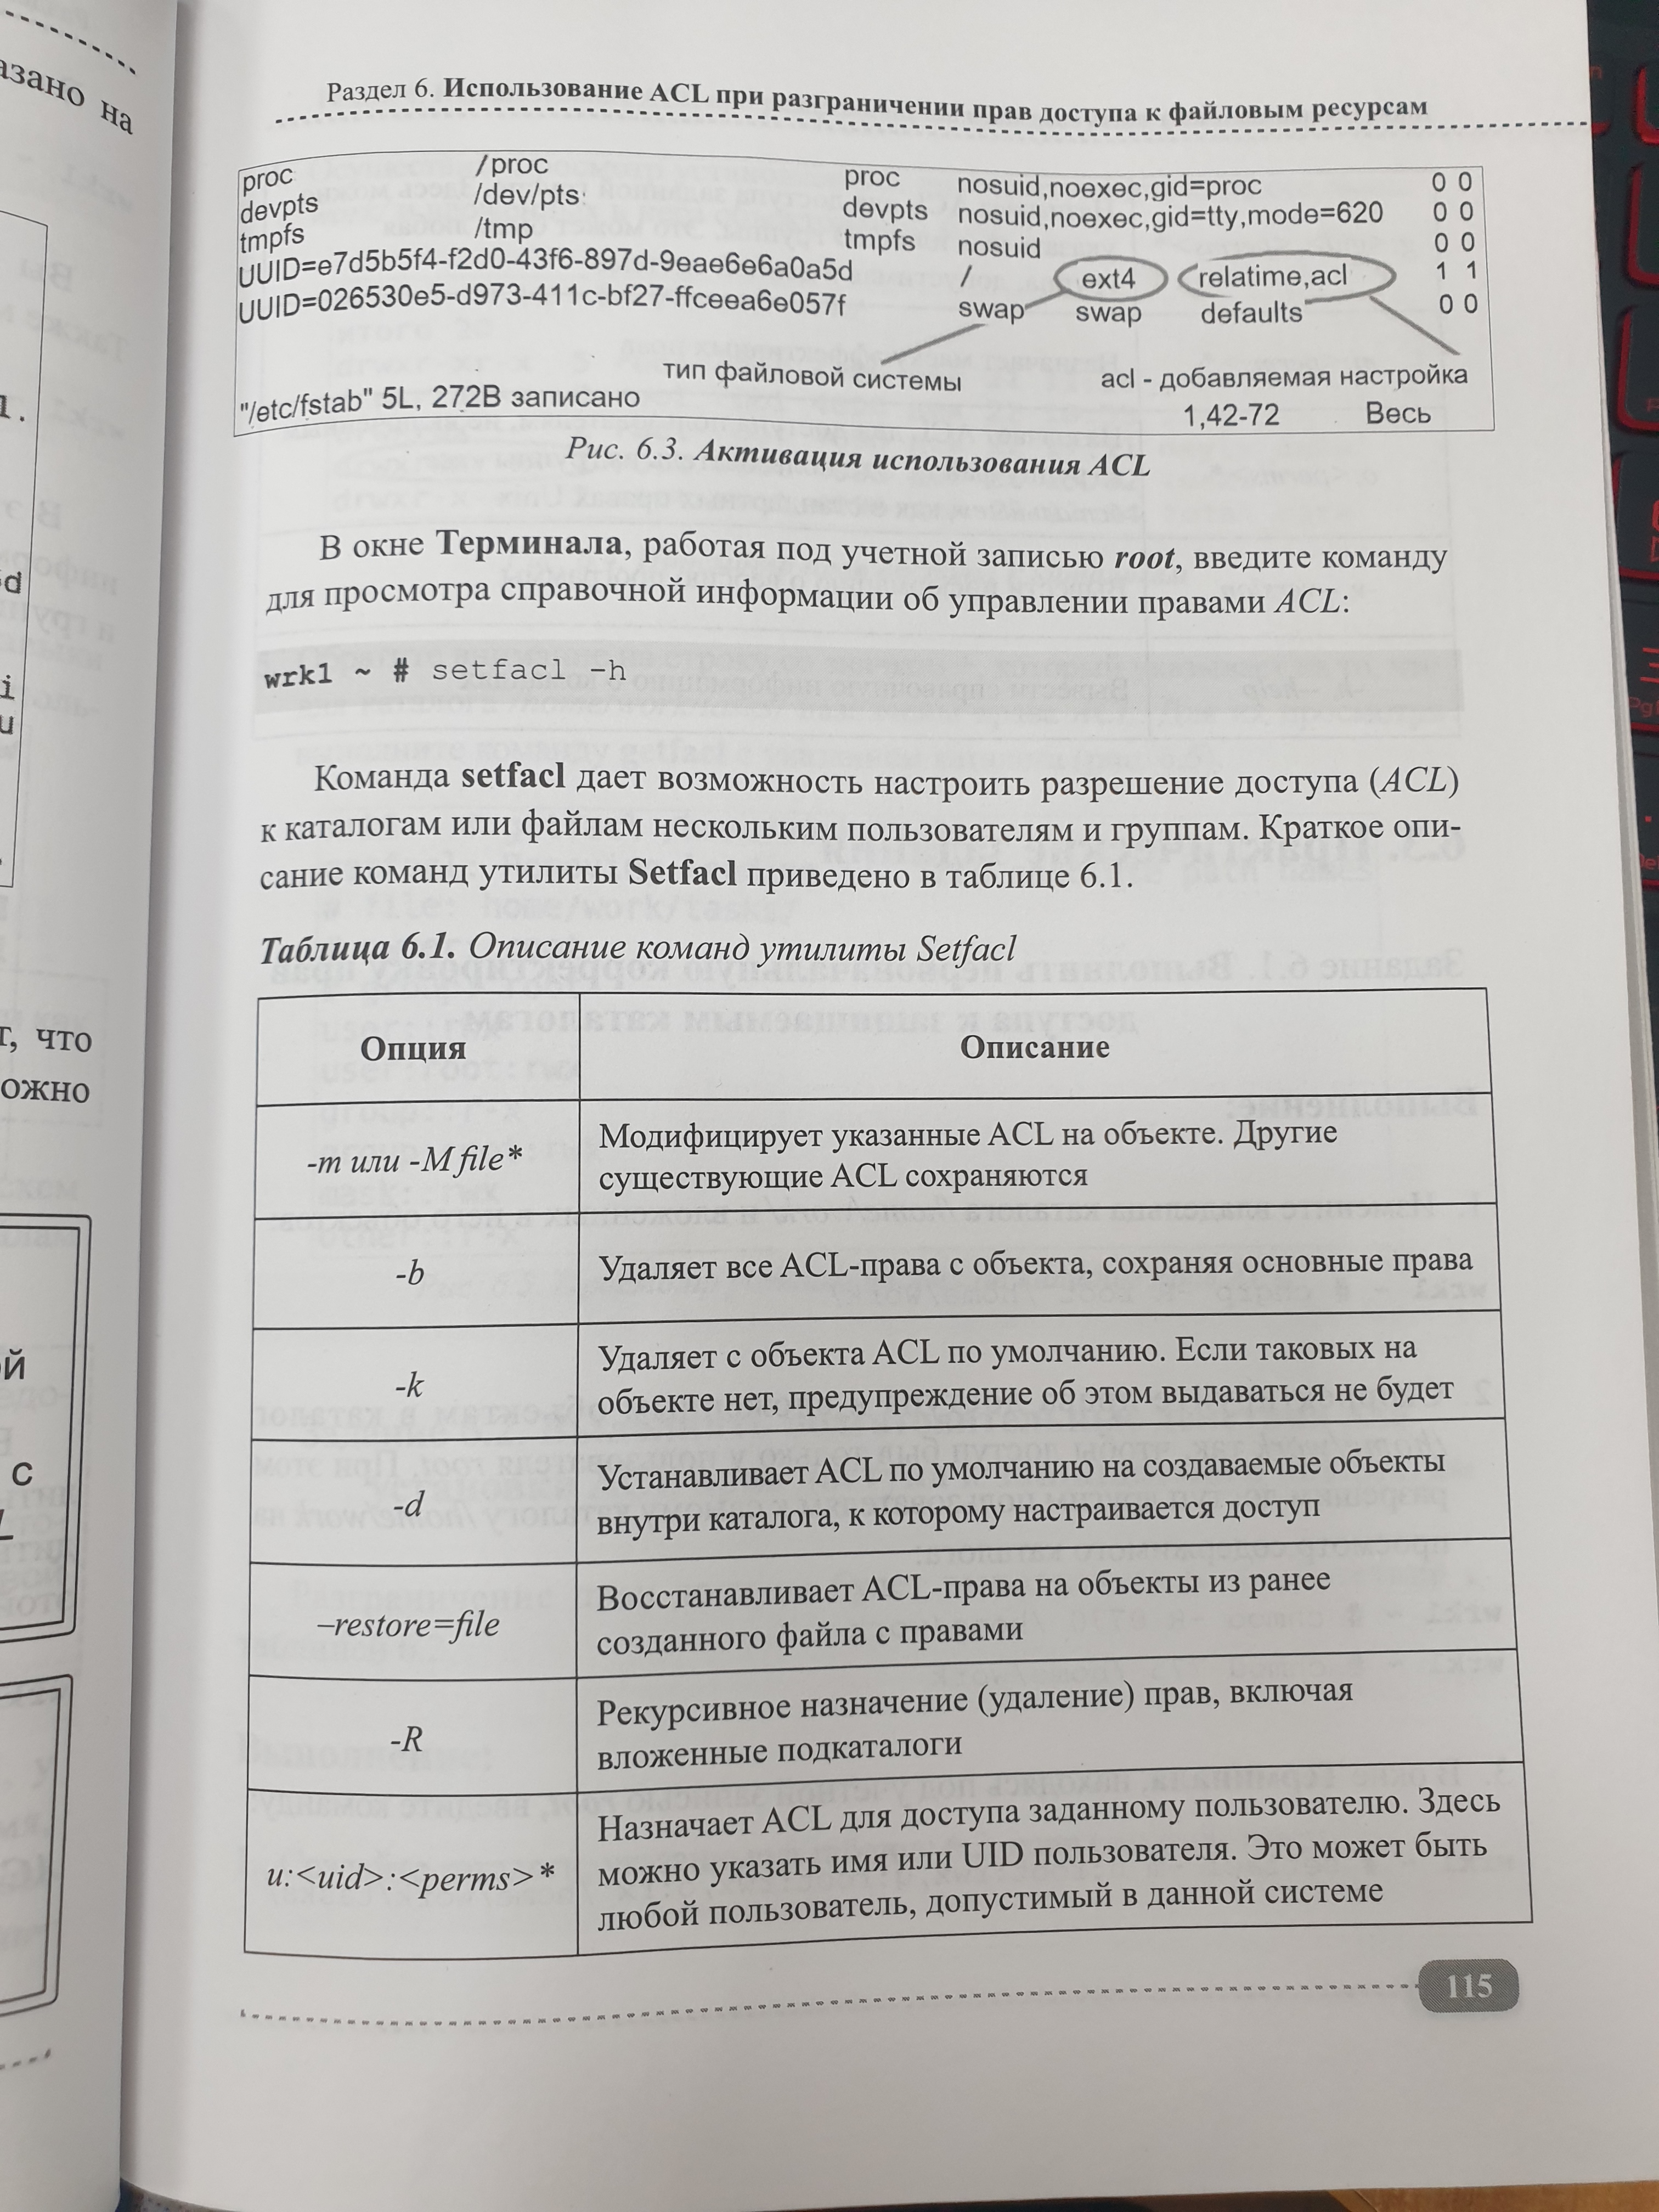 азано на
1.
d
i
u
т, что
ожно
ой
с
Раздел 6. Использование ACL при разграничении прав доступа к файловым ресурсам
proc /proc proc nosuid,noexec,gid=proc 0 0
devpts /dev/pts devpts nosuid,noexec,gid=tty,mode=620 0 0
tmpfs /tmp tmpfs nosuid 0 0
UUID=e7d5b5f4-f2d0-43f6-897d-9eae6e6a0a5d / ext4 relatime,acl 1 1
UUID=026530e5-d973-411c-bf27-ffceea6e057f swap swap defaults 0 0
тип файловой системы acl - добавляемая настройка
"/etc/fstab" 5L, 272B записано 1,42-72 Весь
Рис. 6.3. Активация использования ACL
В окне Терминала, работая под учетной записью root, введите команду
для просмотра справочной информации об управлении правами ACL:
wrk1 ~ # setfacl -h
Команда setfacl дает возможность настроить разрешение доступа (ACL)
к каталогам или файлам нескольким пользователям и группам. Краткое опи-
сание команд утилиты Setfacl приведено в таблице 6.1.
Таблица 6.1. Описание команд утилиты Setfacl
Опция Описание
-m или -M file*
Модифицирует указанные ACL на объекте. Другие
существующие ACL сохраняются
-b
Удаляет все ACL-права с объекта, сохраняя основные права
-k
Удаляет с объекта ACL по умолчанию. Если таковых на
объекте нет, предупреждение об этом выдаваться не будет
-d
Устанавливает ACL по умолчанию на создаваемые объекты
внутри каталога, к которому настраивается доступ
–restore=file
Восстанавливает ACL-права на объекты из ранее
созданного файла с правами
-R
Рекурсивное назначение (удаление) прав, включая
вложенные подкаталоги
u:<uid>:<perms>*
Назначает ACL для доступа заданному пользователю. Здесь
можно указать имя или UID пользователя. Это может быть
любой пользователь, допустимый в данной системе
115